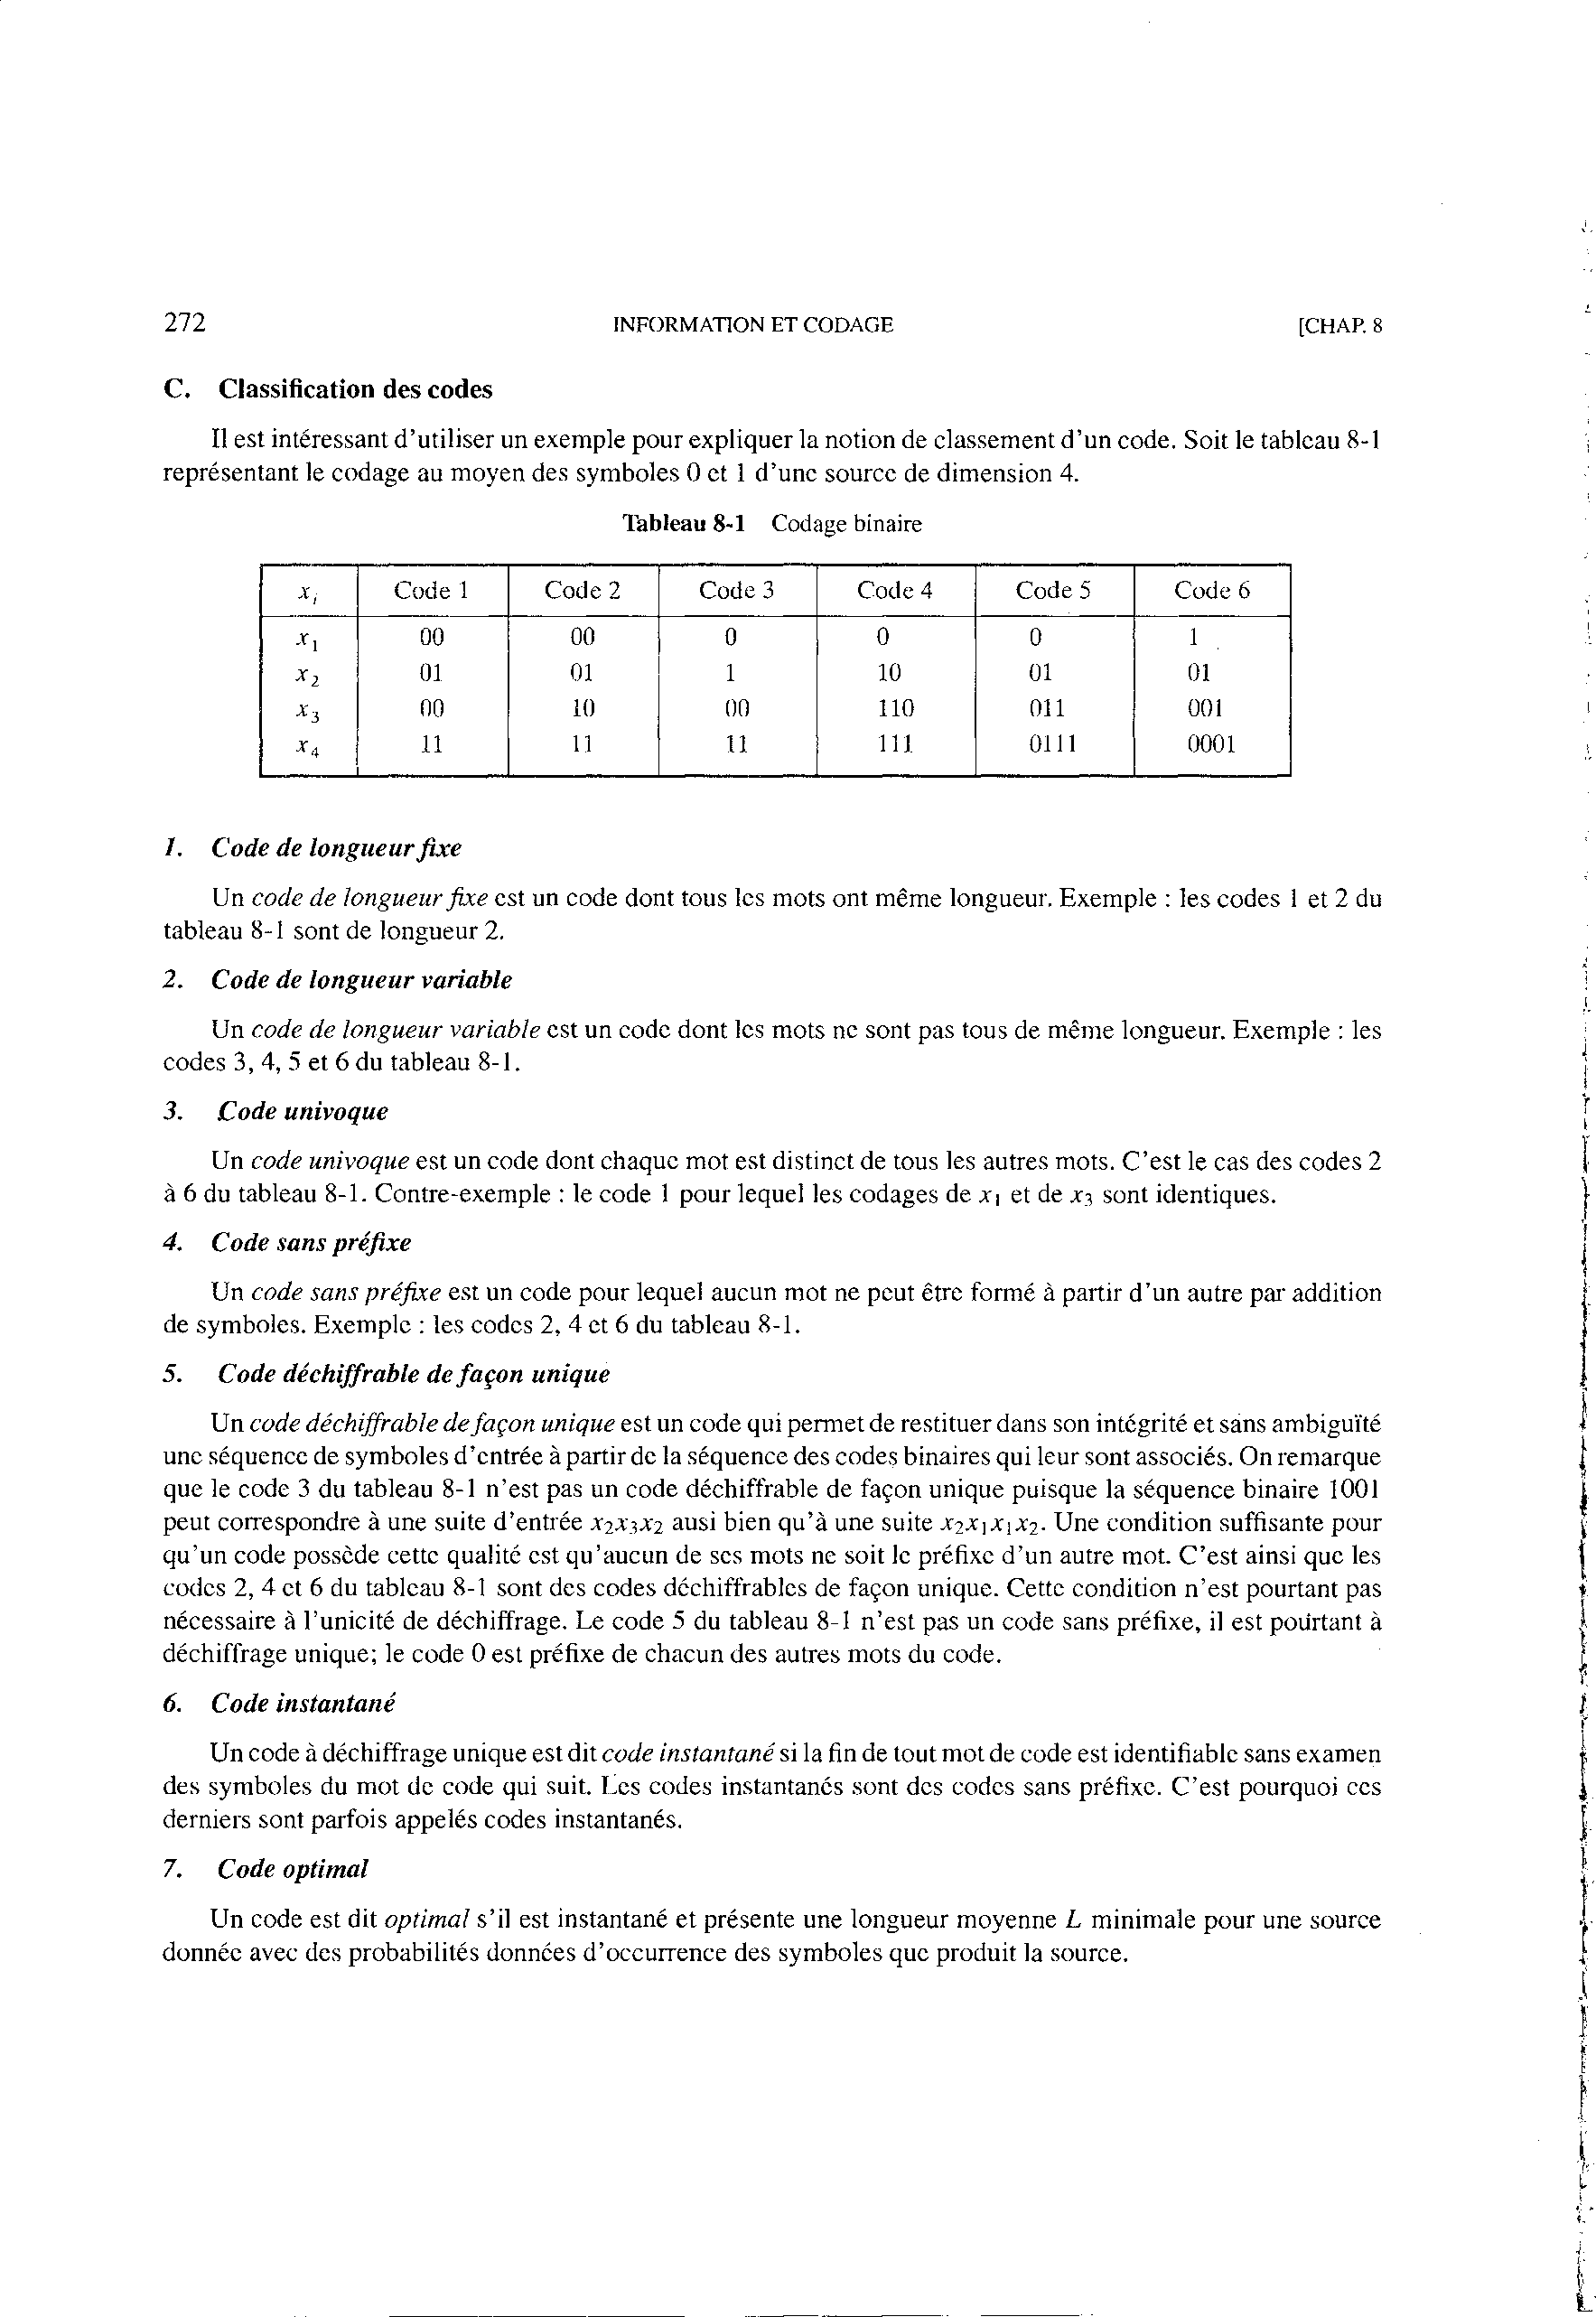 272 INFORMATION ET CODAGE [CHAP. 8
C. Classification des codes
Il est intéressant d'utiliser un exemple pour expliquer la notion de classement d'un code. Soit le tableau 8-1
représentant le codage au moyen des symboles 0 et 1 d'une source de dimension 4.
Tableau 8-1 Codage binaire
xᵢ Code 1 Code 2 Code 3 Code 4 Code 5 Code 6
x₁ 00 00 0 0 0 1
x₂ 01 01 1 10 01 01
x₃ 00 10 00 110 011 001
x₄ 11 11 11 111 0111 0001
1. Code de longueur fixe
Un code de longueur fixe est un code dont tous les mots ont même longueur. Exemple : les codes 1 et 2 du
tableau 8-1 sont de longueur 2.
2. Code de longueur variable
Un code de longueur variable est un code dont les mots ne sont pas tous de même longueur. Exemple : les
codes 3, 4, 5 et 6 du tableau 8-1.
3. Code univoque
Un code univoque est un code dont chaque mot est distinct de tous les autres mots. C'est le cas des codes 2
à 6 du tableau 8-1. Contre-exemple : le code 1 pour lequel les codages de x₁ et de x₃ sont identiques.
4. Code sans préfixe
Un code sans préfixe est un code pour lequel aucun mot ne peut être formé à partir d'un autre par addition
de symboles. Exemple : les codes 2, 4 et 6 du tableau 8-1.
5. Code déchiffrable de façon unique
Un code déchiffrable de façon unique est un code qui permet de restituer dans son intégrité et sans ambiguïté
une séquence de symboles d'entrée à partir de la séquence des codes binaires qui leur sont associés. On remarque
que le code 3 du tableau 8-1 n'est pas un code déchiffrable de façon unique puisque la séquence binaire 1001
peut correspondre à une suite d'entrée x₂x₃x₂ ausi bien qu'à une suite x₂x₁x₁x₂. Une condition suffisante pour
qu'un code possède cette qualité est qu'aucun de ses mots ne soit le préfixe d'un autre mot. C'est ainsi que les
codes 2, 4 et 6 du tableau 8-1 sont des codes déchiffrables de façon unique. Cette condition n'est pourtant pas
nécessaire à l'unicité de déchiffrage. Le code 5 du tableau 8-1 n'est pas un code sans préfixe, il est pourtant à
déchiffrage unique; le code 0 est préfixe de chacun des autres mots du code.
6. Code instantané
Un code à déchiffrage unique est dit code instantané si la fin de tout mot de code est identifiable sans examen
des symboles du mot de code qui suit. Les codes instantanés sont des codes sans préfixe. C'est pourquoi ces
derniers sont parfois appelés codes instantanés.
7. Code optimal
Un code est dit optimal s'il est instantané et présente une longueur moyenne L minimale pour une source
donnée avec des probabilités données d'occurrence des symboles que produit la source.